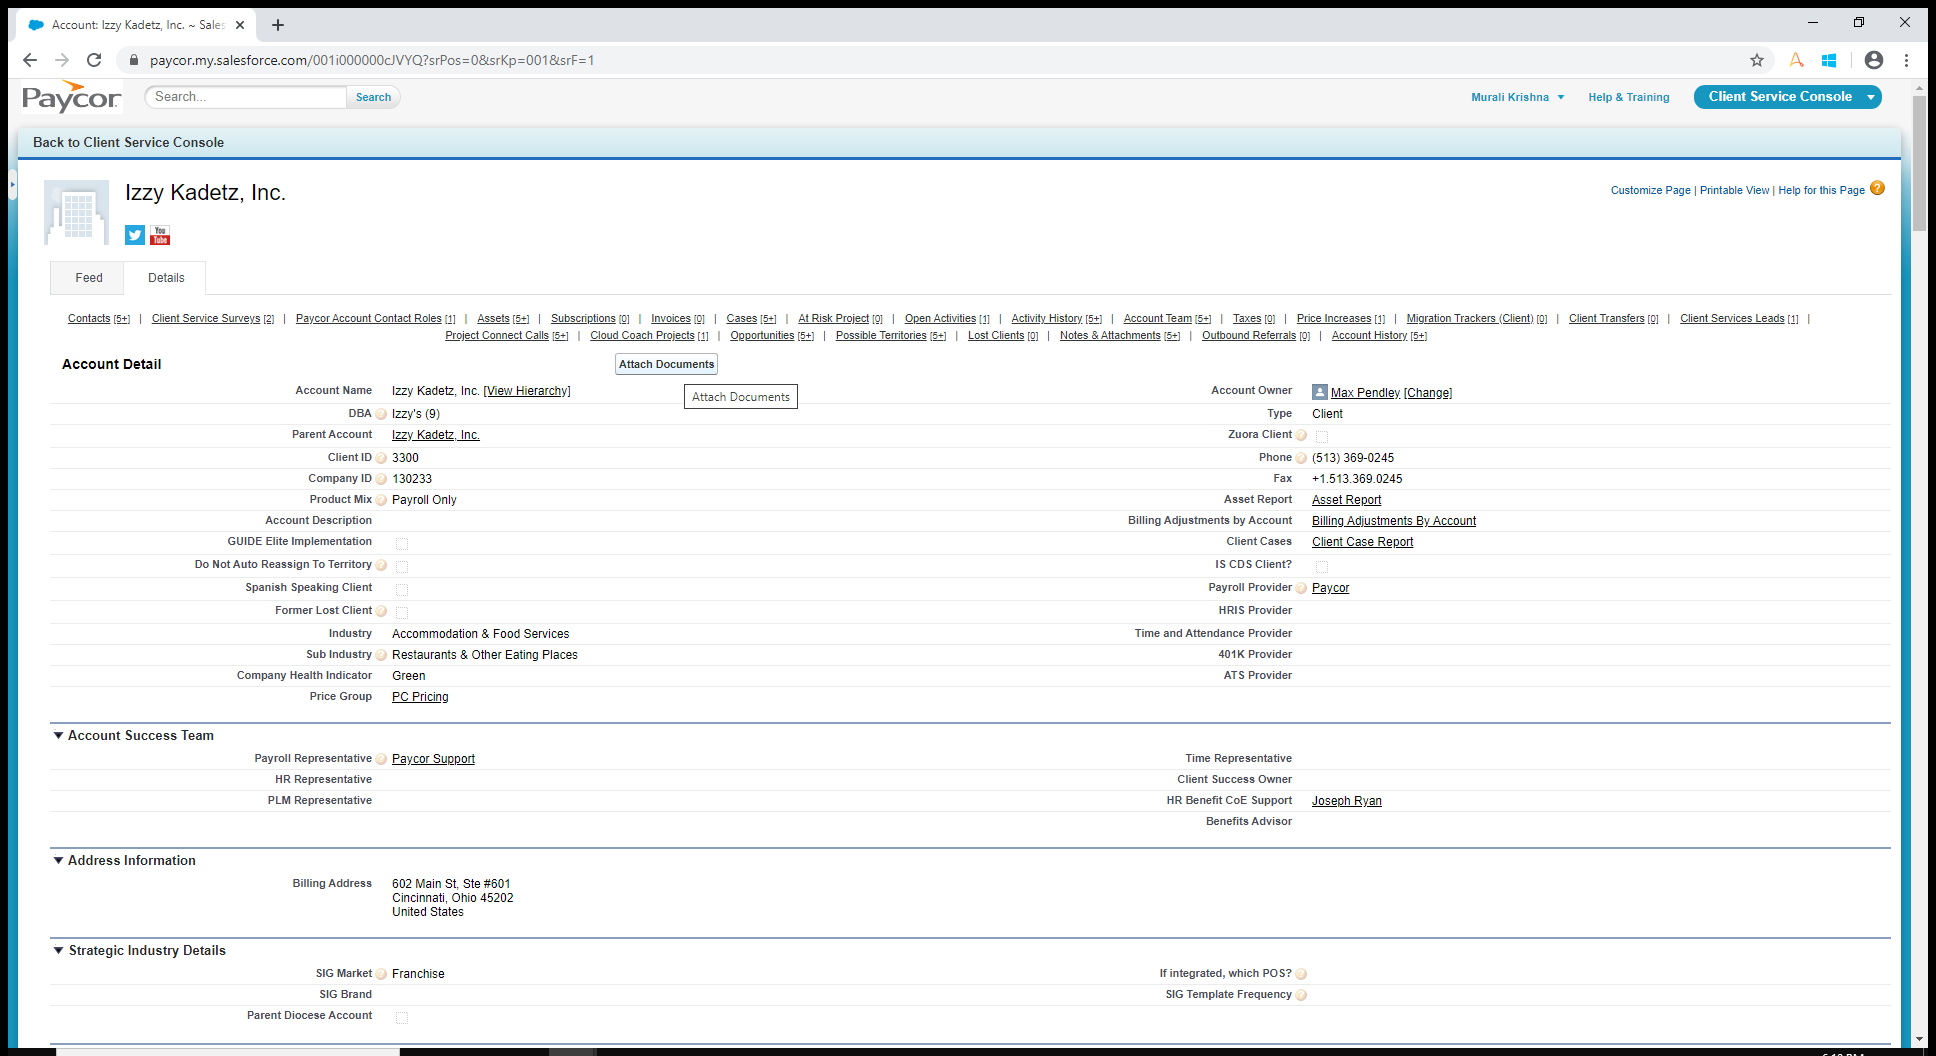 Account: Izzy Kadetz, Inc. ~ Sales
paycor.my.salesforce.com/001i000000cJVYQ?srPos=0&srKp=001&srF=1
Paycor
Search...
Search
Murali Krishna
Help & Training
Client Service Console
Back to Client Service Console
Izzy Kadetz, Inc.
Customize Page | Printable View | Help for this Page ?
You Tube
Feed
Details
Contacts [5+] | Client Service Surveys [2] | Paycor Account Contact Roles [1] | Assets [5+] | Subscriptions [0] | Invoices [0] | Cases [5+] | At Risk Project [0] | Open Activities [1] | Activity History [5+] | Account Team [5+] | Taxes [0] | Price Increases [1] | Migration Trackers (Client) [0] | Client Transfers [0] | Client Services Leads [1] |
Project Connect Calls [5+] | Cloud Coach Projects [1] | Opportunities [5+] | Possible Territories [5+] | Lost Clients [0] | Notes & Attachments [5+] | Outbound Referrals [0] | Account History [5+]
Account Detail
Attach Documents
Attach Documents
Account Name Izzy Kadetz, Inc. [View Hierarchy]
Account Owner Max Pendley [Change]
DBA ? Izzy's (9)
Type Client
Parent Account Izzy Kadetz, Inc.
Zuora Client ?
Client ID ? 3300
Phone ? (513) 369-0245
Company ID ? 130233
Fax +1.513.369.0245
Product Mix ? Payroll Only
Asset Report Asset Report
Account Description
Billing Adjustments by Account Billing Adjustments By Account
GUIDE Elite Implementation
Client Cases Client Case Report
Do Not Auto Reassign To Territory ?
IS CDS Client?
Spanish Speaking Client
Payroll Provider ? Paycor
Former Lost Client ?
HRIS Provider
Industry Accommodation & Food Services
Time and Attendance Provider
Sub Industry ? Restaurants & Other Eating Places
401K Provider
Company Health Indicator Green
ATS Provider
Price Group PC Pricing
Account Success Team
Payroll Representative ? Paycor Support
Time Representative
HR Representative
Client Success Owner
PLM Representative
HR Benefit CoE Support Joseph Ryan
Benefits Advisor
Address Information
Billing Address 602 Main St, Ste #601
Cincinnati, Ohio 45202
United States
Strategic Industry Details
SIG Market ? Franchise
If integrated, which POS? ?
SIG Brand
SIG Template Frequency ?
Parent Diocese Account